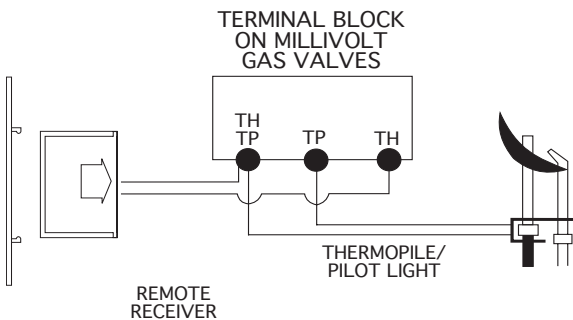 TERMINAL BLOCK
ON MILLIVOLT
GAS VALVES
TH
TP TP TH
THERMOPILE/
PILOT LIGHT
REMOTE
RECEIVER